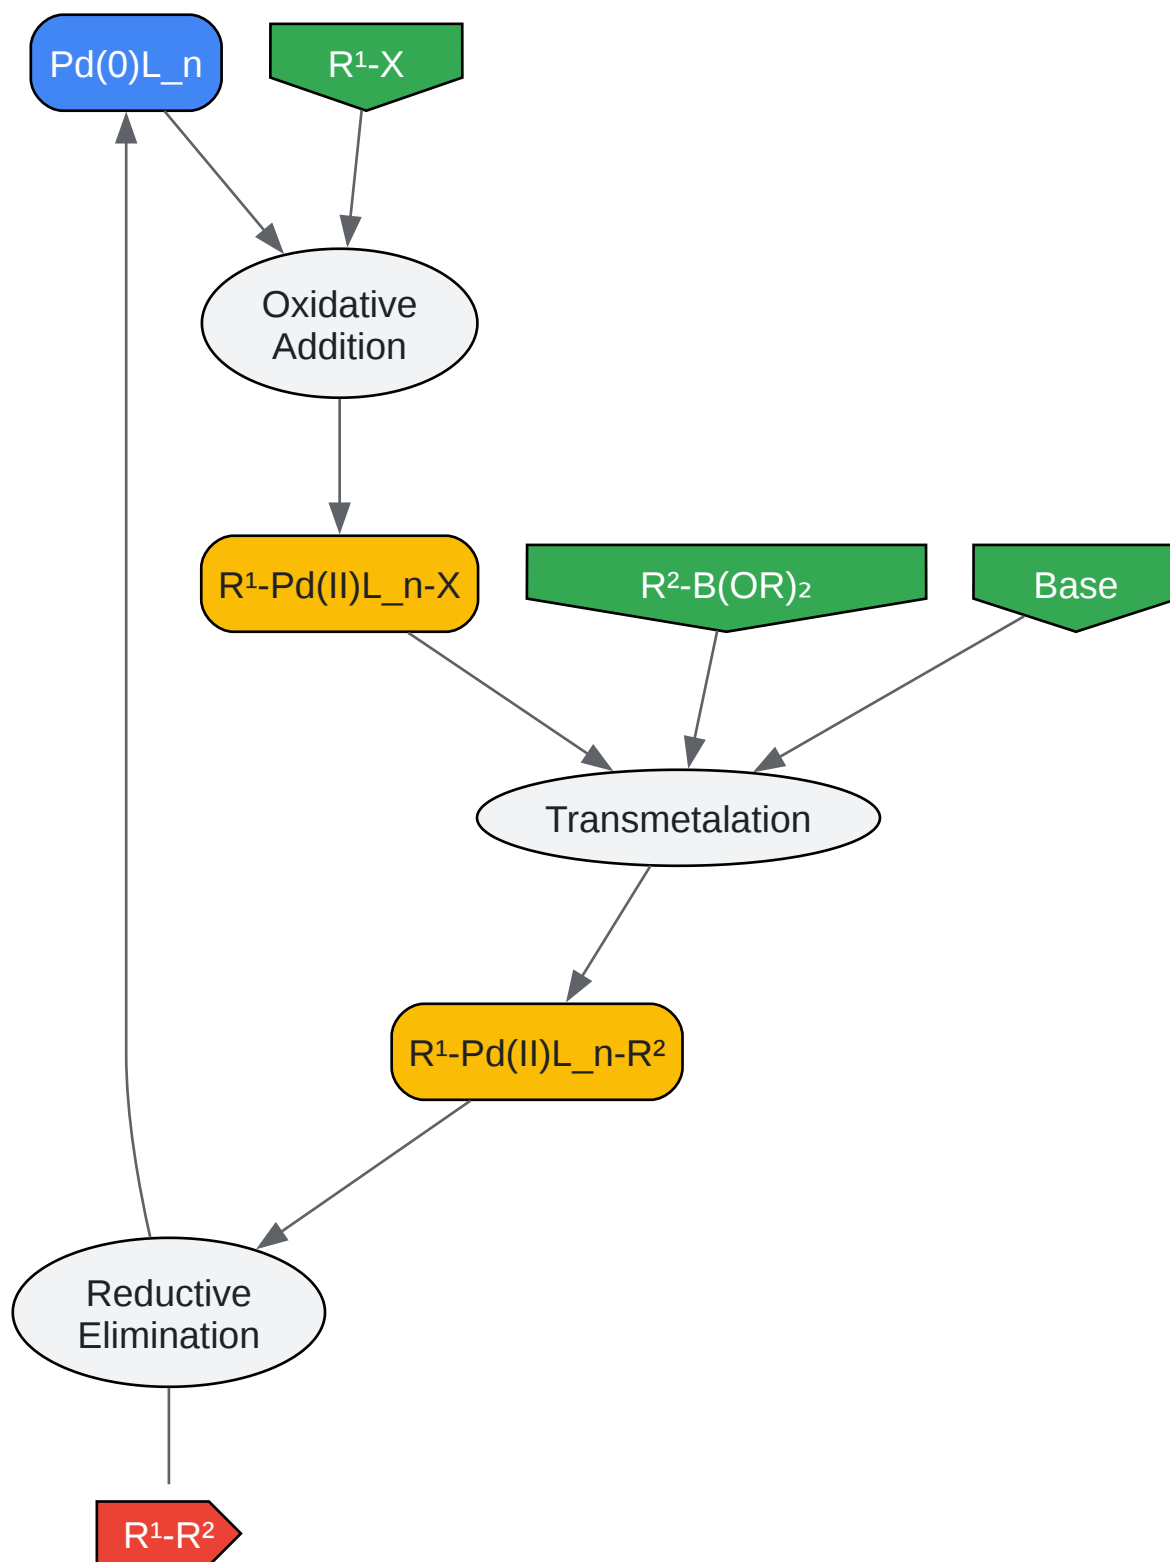 Pd(0)L_n
R¹-X
Oxidative
Addition
R¹-Pd(II)L_n-X
R²-B(OR)₂
Base
Transmetalation
R¹-Pd(II)L_n-R²
Reductive
Elimination
R¹-R²